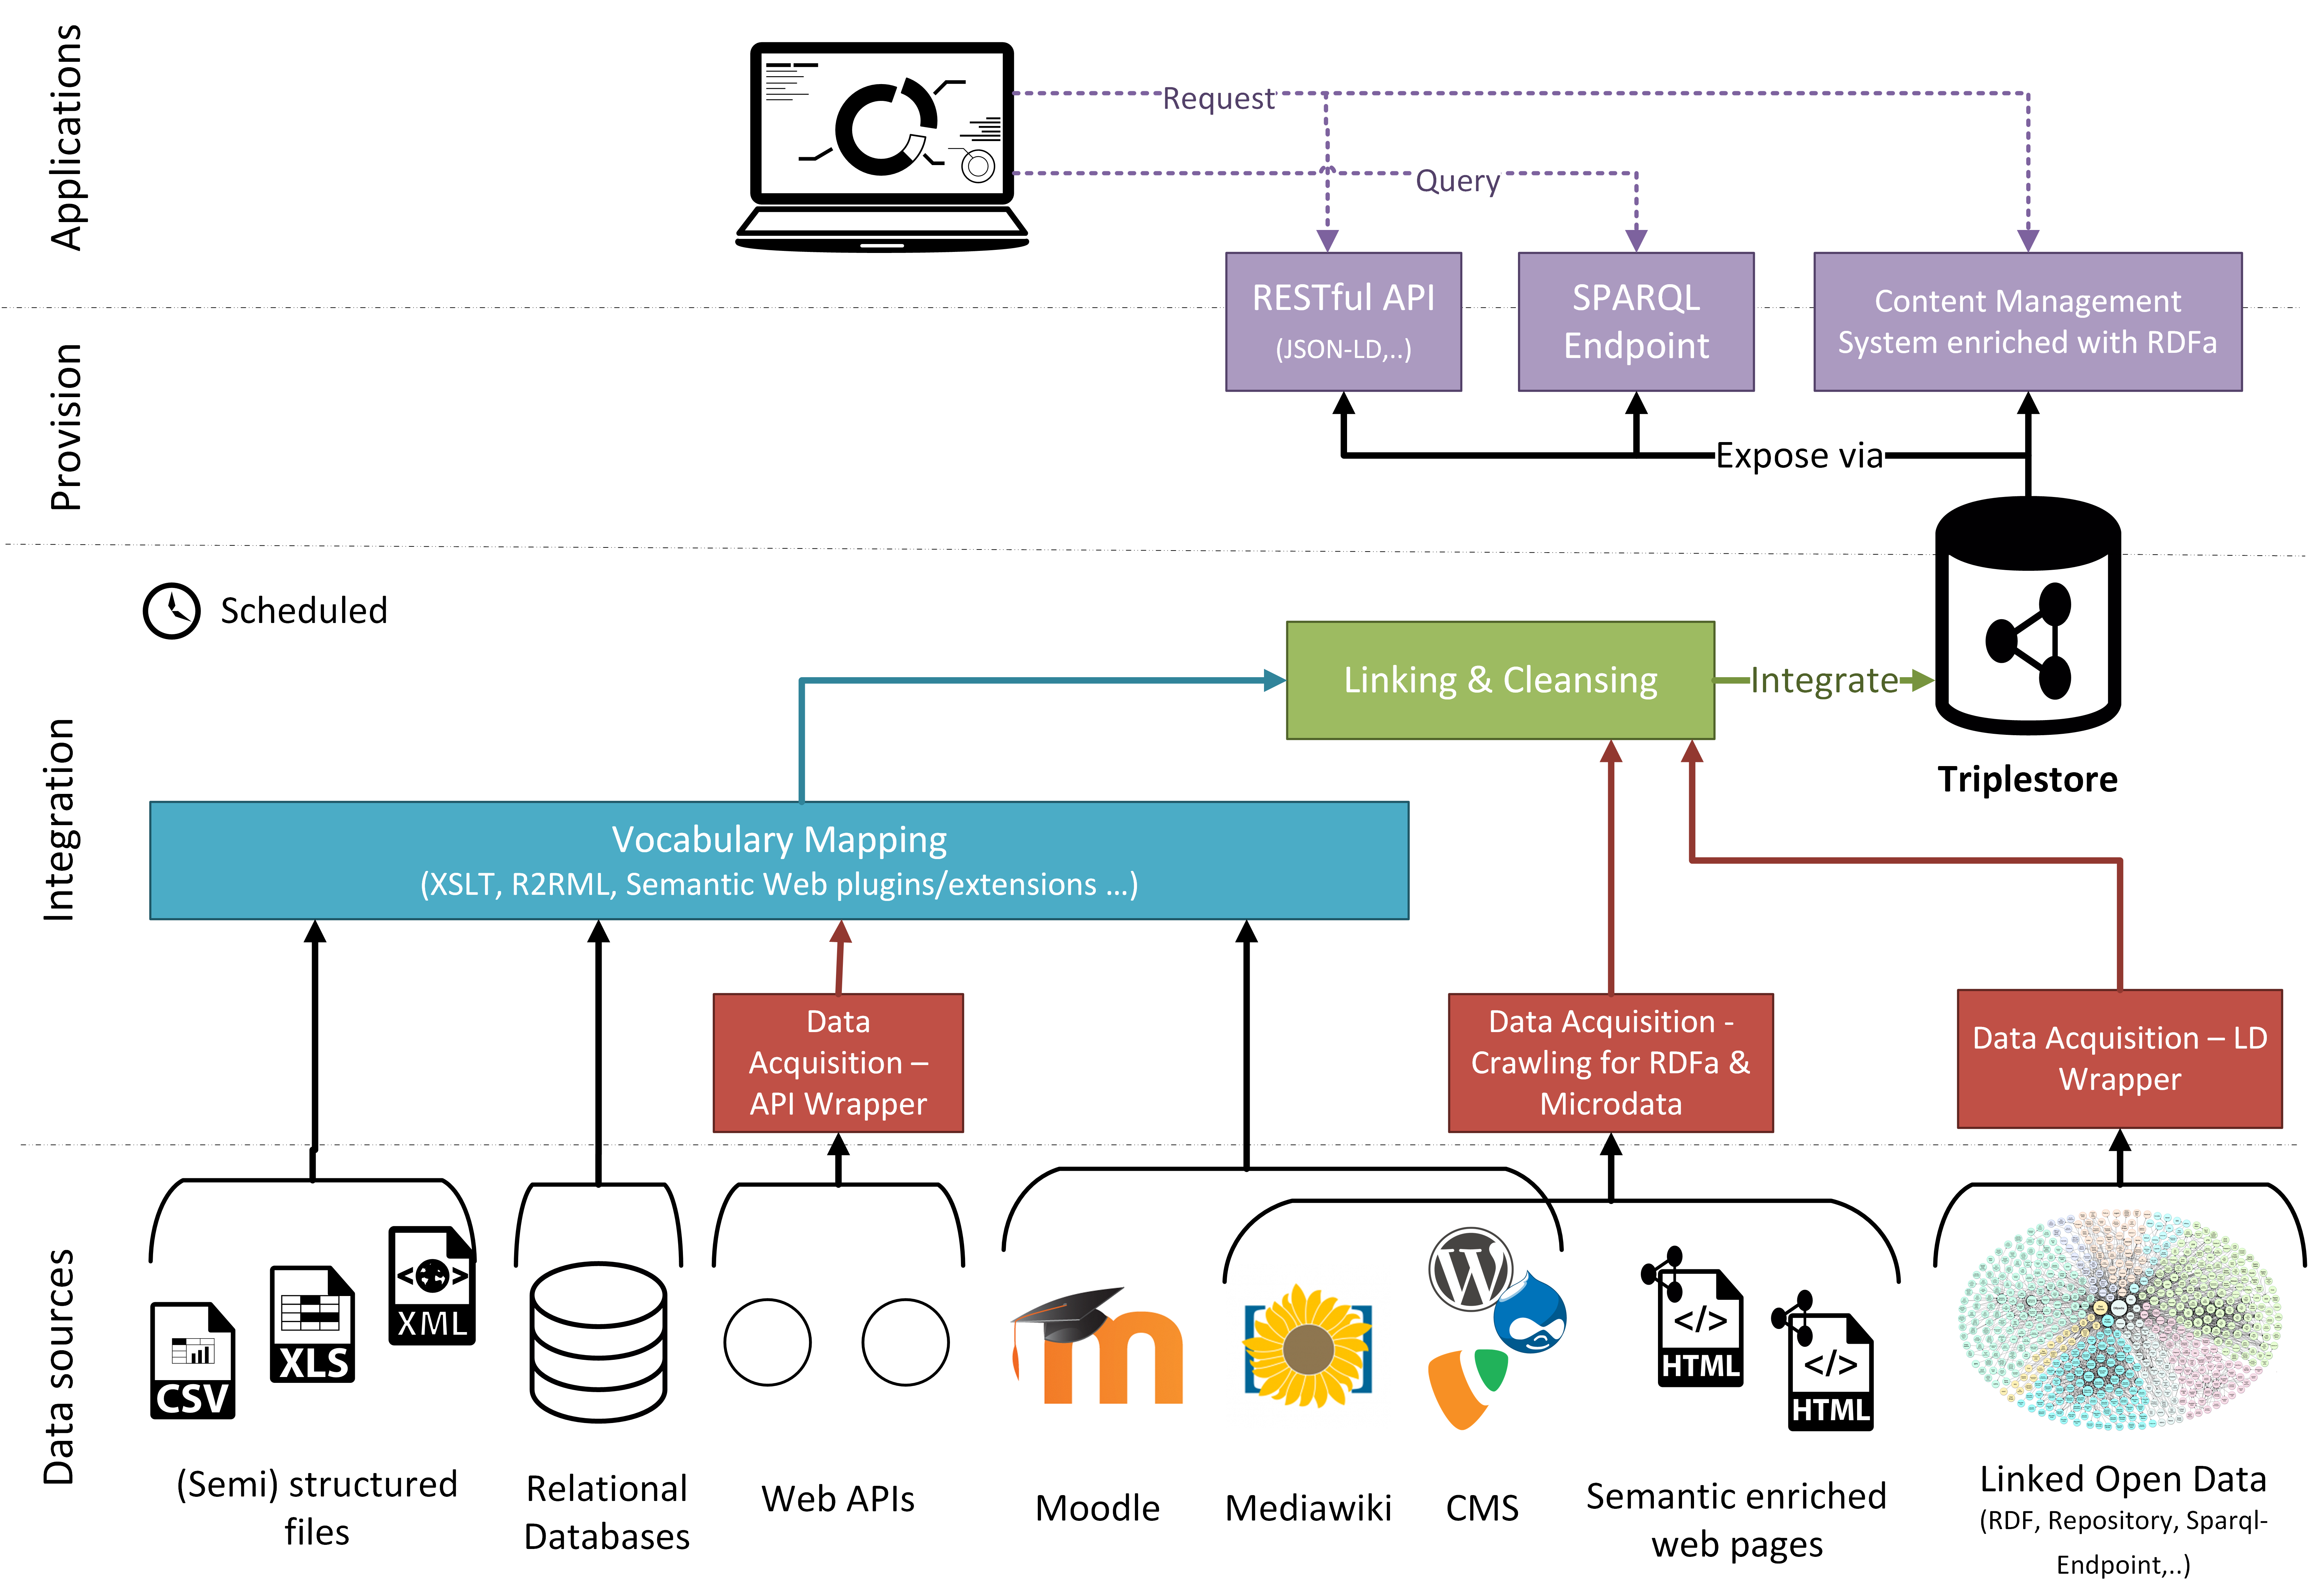 Applications
Request
Query
RESTful API
(JSON-LD,..)
SPARQL
Endpoint
Content Management
System enriched with RDFa
Provision
Expose via
Scheduled
Linking & Cleansing
Integrate
Triplestore
Integration
Vocabulary Mapping
(XSLT, R2RML, Semantic Web plugins/extensions ...)
Data
Acquisition –
API Wrapper
Data Acquisition -
Crawling for RDFa &
Microdata
Data Acquisition – LD
Wrapper
Data sources
CSV
XLS
XML
HTML
HTML
(Semi) structured
files
Relational
Databases
Web APIs
Moodle
Mediawiki
CMS
Semantic enriched
web pages
Linked Open Data
(RDF, Repository, Sparql-
Endpoint,..)